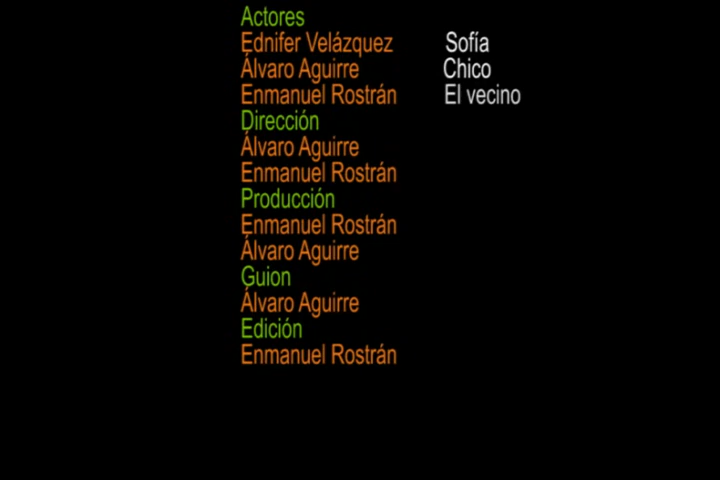 Actores
Ednifer Velázquez Sofía
Álvaro Aguirre Chico
Enmanuel Rostrán El vecino
Dirección
Álvaro Aguirre
Enmanuel Rostrán
Producción
Enmanuel Rostrán
Álvaro Aguirre
Guion
Álvaro Aguirre
Edición
Enmanuel Rostrán